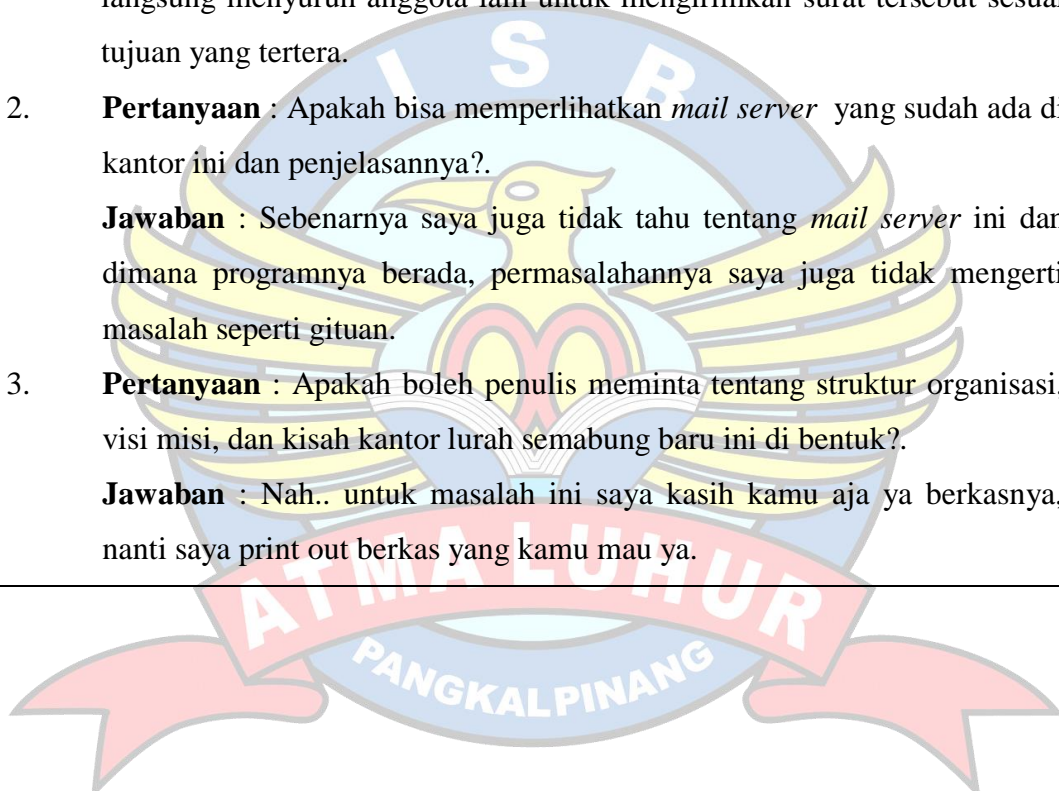 langsung menyuruh anggota lain untuk mengirimkan surat tersebut sesuai
tujuan yang tertera.
2. Pertanyaan : Apakah bisa memperlihatkan mail server yang sudah ada di
kantor ini dan penjelasannya?.
Jawaban : Sebenarnya saya juga tidak tahu tentang mail server ini dan
dimana programnya berada, permasalahannya saya juga tidak mengerti
masalah seperti gituan.
3. Pertanyaan : Apakah boleh penulis meminta tentang struktur organisasi,
visi misi, dan kisah kantor lurah semabung baru ini di bentuk?.
Jawaban : Nah.. untuk masalah ini saya kasih kamu aja ya berkasnya,
nanti saya print out berkas yang kamu mau ya.
I S B
ATMA LUHUR
PANGKALPINANG